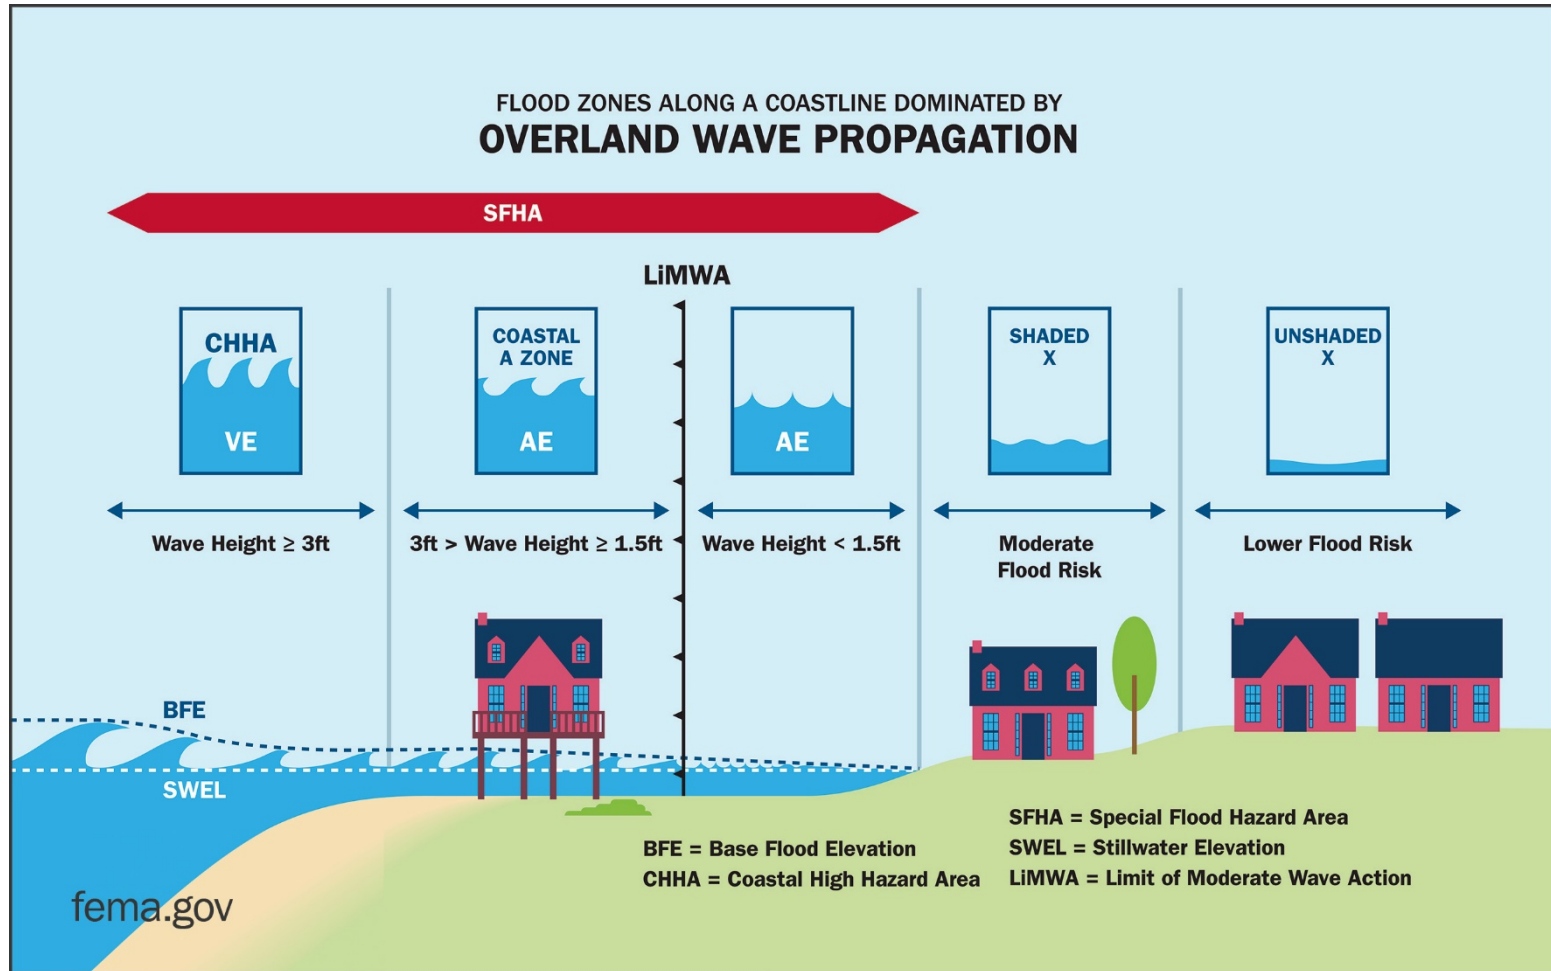 FLOOD ZONES ALONG A COASTLINE DOMINATED BY
OVERLAND WAVE PROPAGATION
SFHA
LiMWA
CHHA
VE
COASTAL
A ZONE
AE
AE
SHADED
X
UNSHADED
X
Wave Height ≥ 3ft
3ft > Wave Height ≥ 1.5ft
Wave Height < 1.5ft
Moderate
Flood Risk
Lower Flood Risk
BFE
SWEL
BFE = Base Flood Elevation
CHHA = Coastal High Hazard Area
SFHA = Special Flood Hazard Area
SWEL = Stillwater Elevation
LiMWA = Limit of Moderate Wave Action
fema.gov